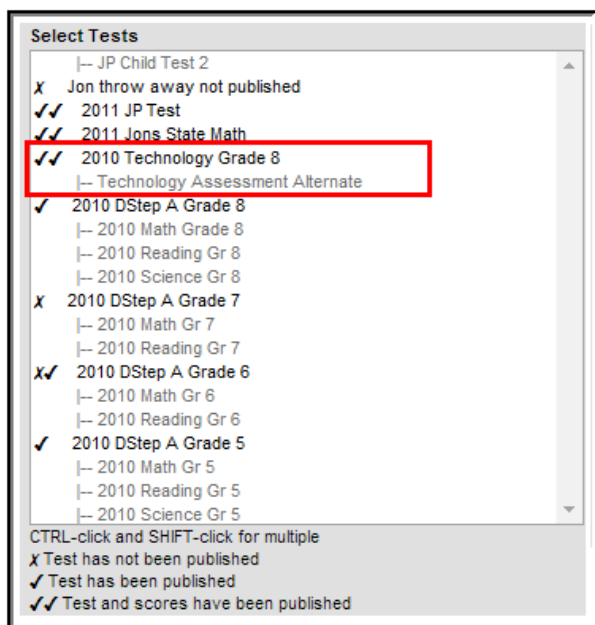 Select Tests
|-- JP Child Test 2
✗ Jon throw away not published
✓✓ 2011 JP Test
✓✓ 2011 Jons State Math
✓✓ 2010 Technology Grade 8
|-- Technology Assessment Alternate
✓ 2010 DStep A Grade 8
|-- 2010 Math Grade 8
|-- 2010 Reading Gr 8
|-- 2010 Science Gr 8
✗ 2010 DStep A Grade 7
|-- 2010 Math Gr 7
|-- 2010 Reading Gr 7
✗✓ 2010 DStep A Grade 6
|-- 2010 Math Gr 6
|-- 2010 Reading Gr 6
✓ 2010 DStep A Grade 5
|-- 2010 Math Gr 5
|-- 2010 Reading Gr 5
|-- 2010 Science Gr 5
CTRL-click and SHIFT-click for multiple
✗ Test has not been published
✓ Test has been published
✓✓ Test and scores have been published